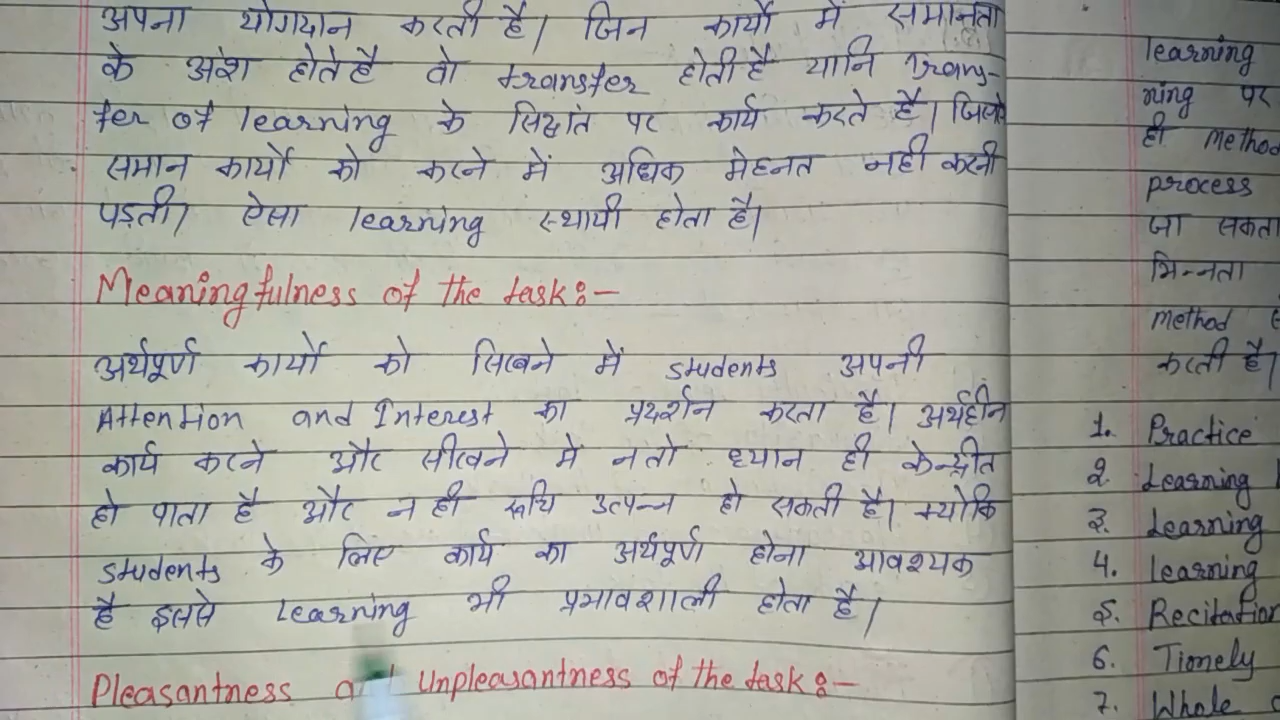 अपना योगदान करती है। जिन कार्यो में समानता
के अंश होते है वो transfer होती है यानि trans-
fer of learning के सिद्धांत पर कार्य करते है। जिससे
समान कार्यो को करने में अधिक मेहनत नही करनी
पड़ती। ऐसा learning स्थायी होता है।
Meaningfulness of the task:-
अर्थपूर्ण कार्यो को सिखने में students अपनी
Attention and Interest का प्रदर्शन करता है। अर्थहीन
कार्य करने और सीखने मे न तो ध्यान ही केन्द्रीत
हो पाता है और न ही रूचि उत्पन्न हो सकती है। क्योकि
students के लिए कार्य का अर्थपूर्ण होना आवश्यक
है इससे learning भी प्रभावशाली होता है।
Pleasantness and Unpleasantness of the task:-
learning
ning पर
ही method
process
जा सकता
भिन्नता
method
करती है।
1. Practice
2. Learning
3. Learning
4. Learning
5. Recitation
6. Timely
7. Whole